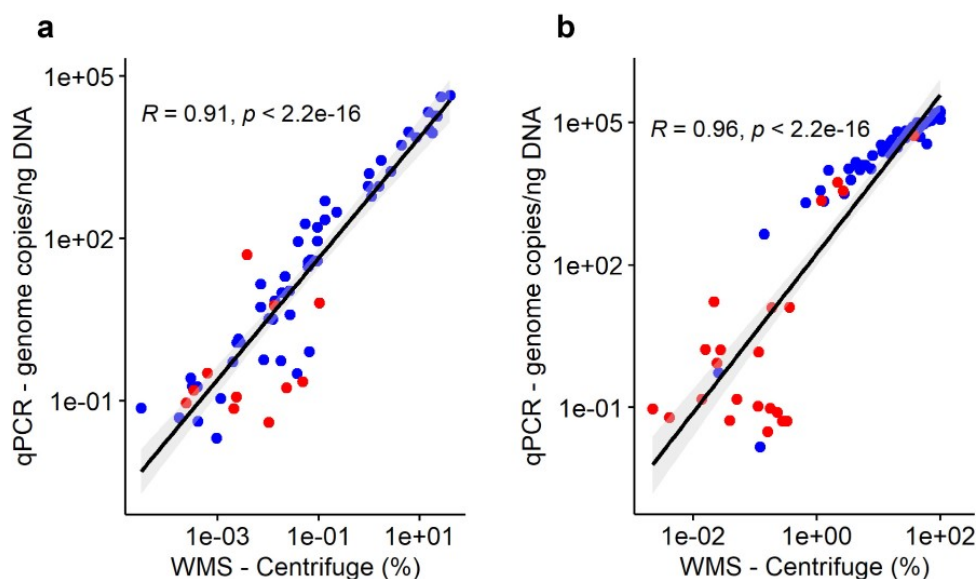 a
qPCR - genome copies/ng DNA
1e+05
1e+02
1e-01
R = 0.91, p < 2.2e-16
1e-03
1e-01
1e+01
WMS - Centrifuge (%)
b
qPCR - genome copies/ng DNA
1e+05
1e+02
1e-01
R = 0.96, p < 2.2e-16
1e-02
1e+00
1e+02
WMS - Centrifuge (%)